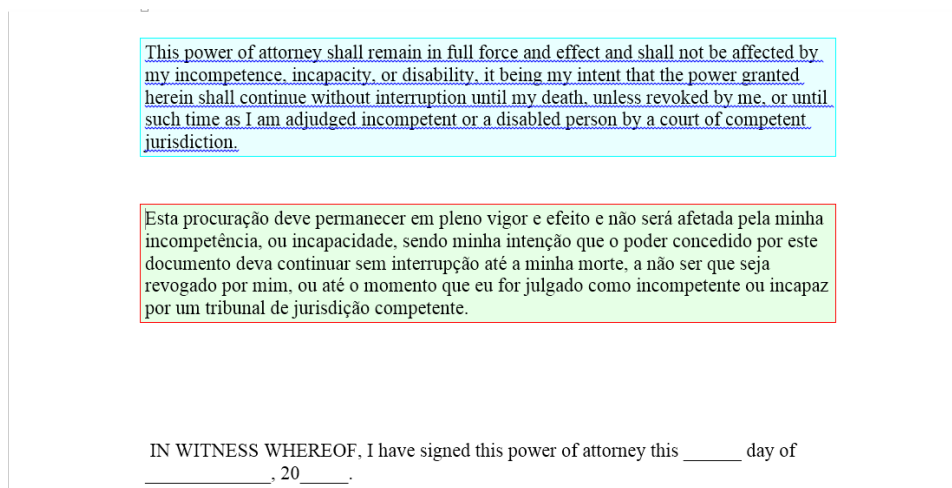 This power of attorney shall remain in full force and effect and shall not be affected by
my incompetence, incapacity, or disability, it being my intent that the power granted
herein shall continue without interruption until my death, unless revoked by me, or until
such time as I am adjudged incompetent or a disabled person by a court of competent
jurisdiction.
Esta procuração deve permanecer em pleno vigor e efeito e não será afetada pela minha
incompetência, ou incapacidade, sendo minha intenção que o poder concedido por este
documento deva continuar sem interrupção até a minha morte, a não ser que seja
revogado por mim, ou até o momento que eu for julgado como incompetente ou incapaz
por um tribunal de jurisdição competente.
IN WITNESS WHEREOF, I have signed this power of attorney this ______ day of
_____________, 20_____.